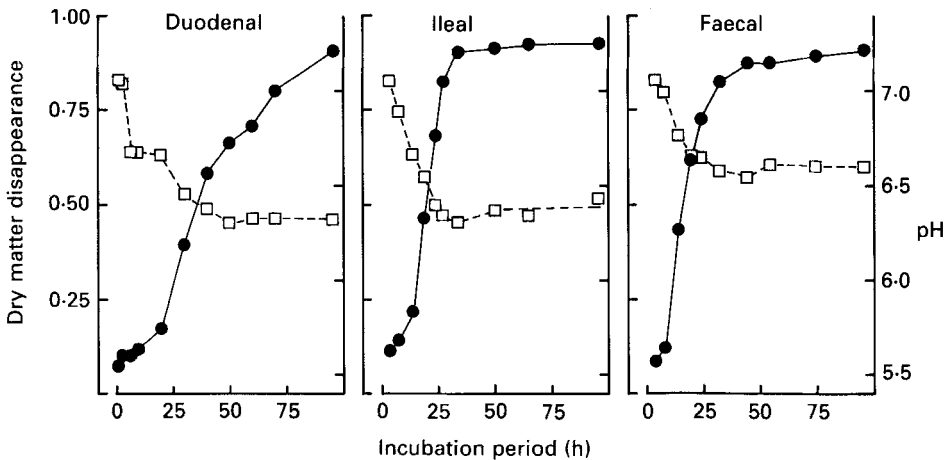 Duodenal
Ileal
Faecal
Dry matter disappearance
1·00
0·75
0·50
0·25
7·0
6·5
6·0
5·5
pH
0 25 50 75
0 25 50 75
0 25 50 75
Incubation period (h)